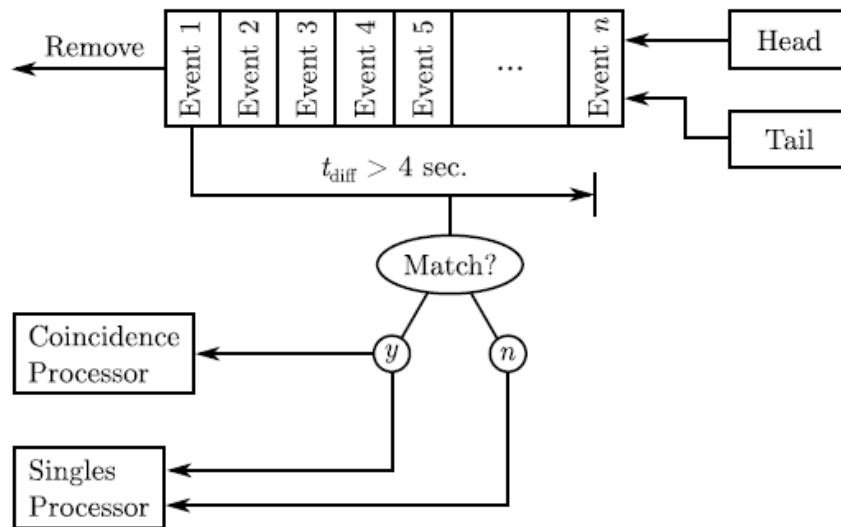 Remove
Event 1
Event 2
Event 3
Event 4
Event 5
...
Event n
Head
Tail
t_diff > 4 sec.
Match?
y
n
Coincidence
Processor
Singles
Processor